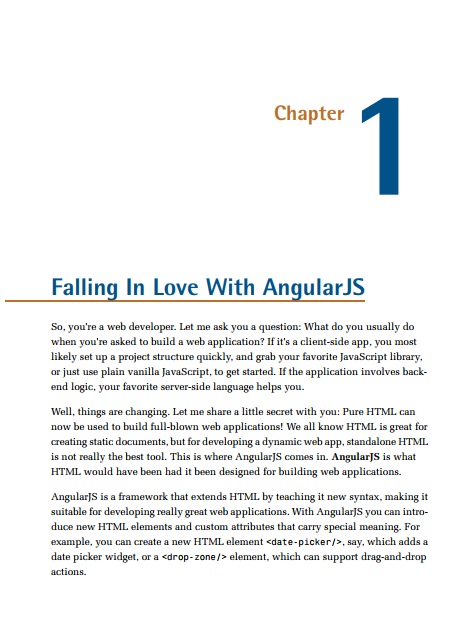 Chapter 1
Falling In Love With AngularJS
So, you're a web developer. Let me ask you a question: What do you usually do
when you're asked to build a web application? If it's a client-side app, you most
likely set up a project structure quickly, and grab your favorite JavaScript library,
or just use plain vanilla JavaScript, to get started. If the application involves back-
end logic, your favorite server-side language helps you.
Well, things are changing. Let me share a little secret with you: Pure HTML can
now be used to build full-blown web applications! We all know HTML is great for
creating static documents, but for developing a dynamic web app, standalone HTML
is not really the best tool. This is where AngularJS comes in. AngularJS is what
HTML would have been had it been designed for building web applications.
AngularJS is a framework that extends HTML by teaching it new syntax, making it
suitable for developing really great web applications. With AngularJS you can intro-
duce new HTML elements and custom attributes that carry special meaning. For
example, you can create a new HTML element <date-picker/>, say, which adds a
date picker widget, or a <drop-zone/> element, which can support drag-and-drop
actions.